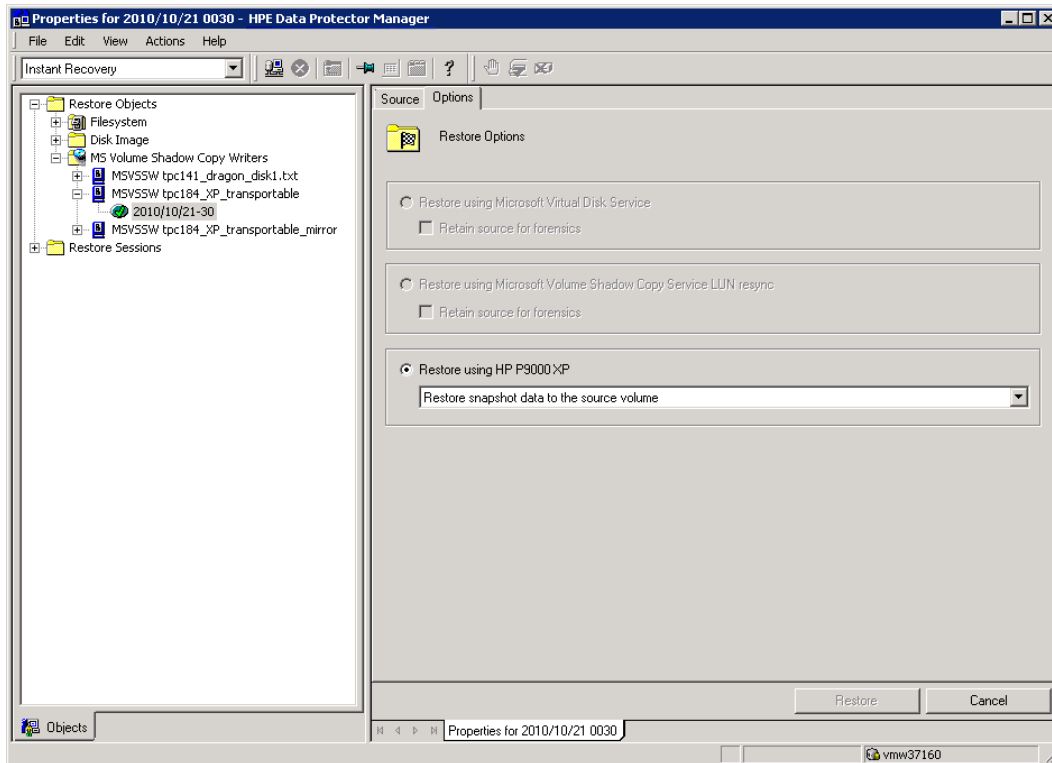 Properties for 2010/10/21 0030 - HPE Data Protector Manager
File Edit View Actions Help
Instant Recovery
Restore Objects
Filesystem
Disk Image
MS Volume Shadow Copy Writers
MSVSSW tpc141_dragon_disk1.txt
MSVSSW tpc184_XP_transportable
2010/10/21-30
MSVSSW tpc184_XP_transportable_mirror
Restore Sessions
Objects
Source Options
Restore Options
Restore using Microsoft Virtual Disk Service
Retain source for forensics
Restore using Microsoft Volume Shadow Copy Service LUN resync
Retain source for forensics
Restore using HP P9000 XP
Restore snapshot data to the source volume
Restore Cancel
Properties for 2010/10/21 0030
vmw37160